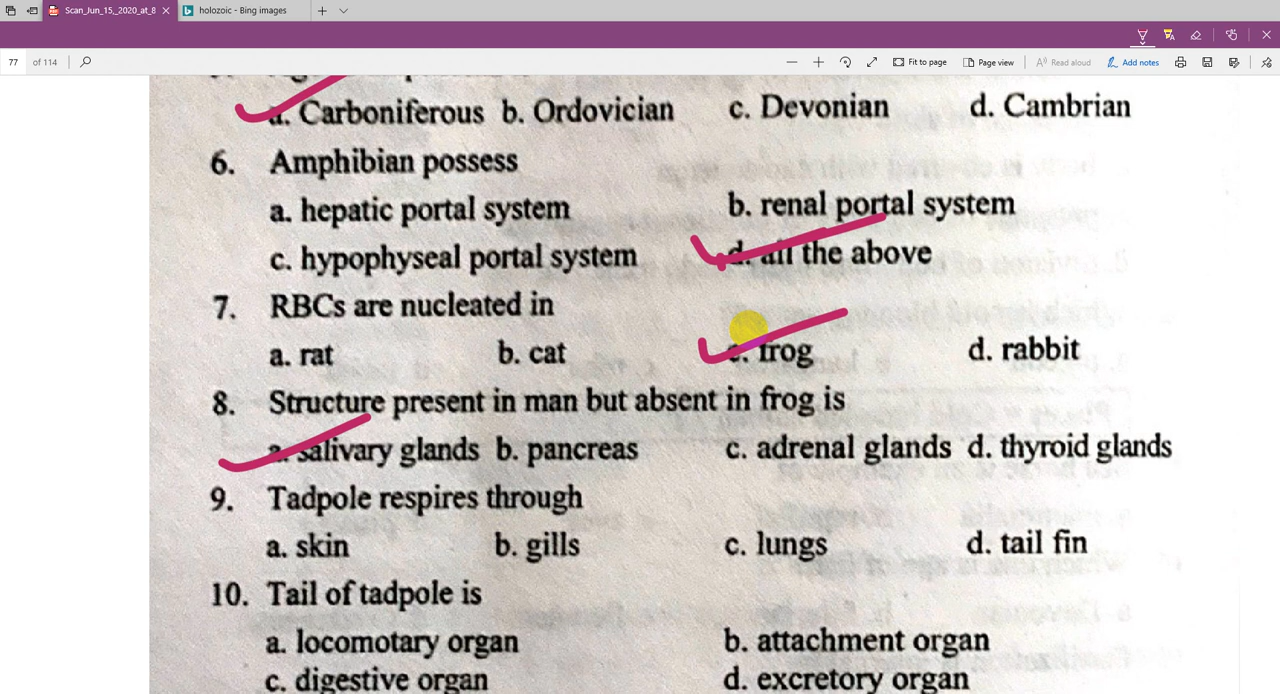 Scan_Jun_15,_2020_at_8
holozoic - Bing images
77 of 114
Fit to page
Page view
Read aloud
Add notes
a. Carboniferous b. Ordovician c. Devonian d. Cambrian
6. Amphibian possess
a. hepatic portal system b. renal portal system
c. hypophyseal portal system d. all the above
7. RBCs are nucleated in
a. rat b. cat c. frog d. rabbit
8. Structure present in man but absent in frog is
a. salivary glands b. pancreas c. adrenal glands d. thyroid glands
9. Tadpole respires through
a. skin b. gills c. lungs d. tail fin
10. Tail of tadpole is
a. locomotary organ b. attachment organ
c. digestive organ d. excretory organ